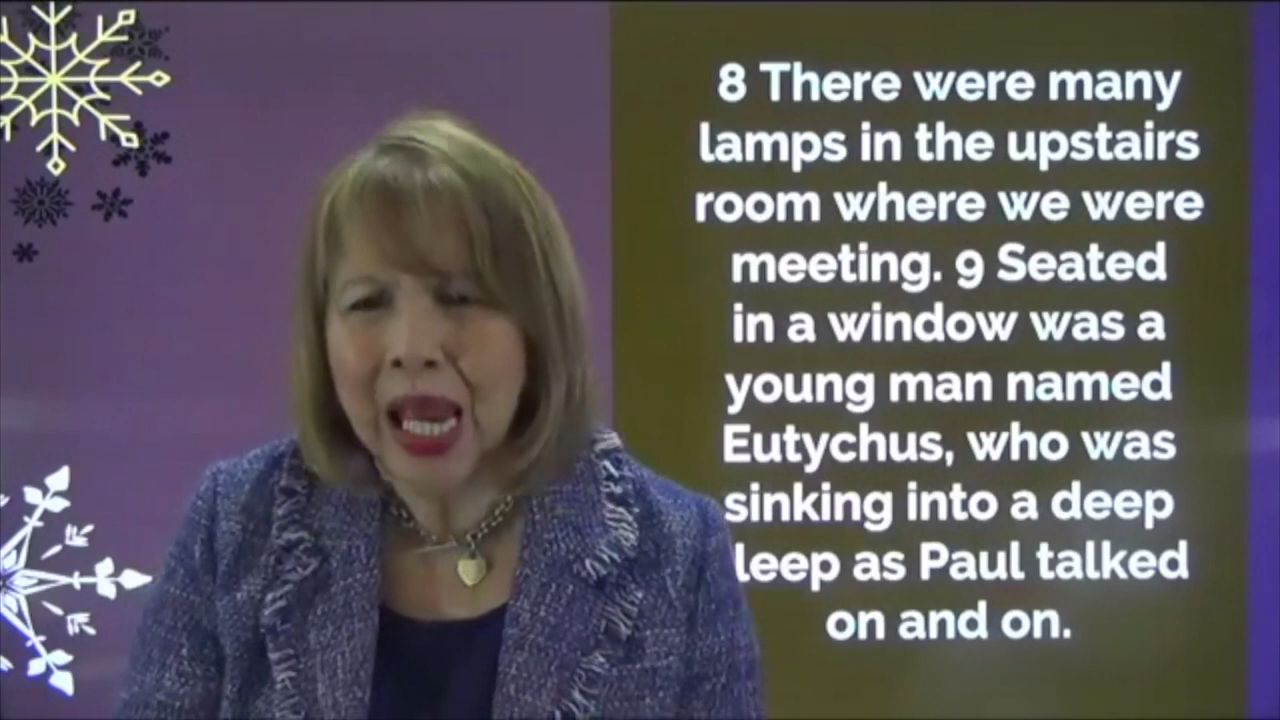 8 There were many
lamps in the upstairs
room where we were
meeting. 9 Seated
in a window was a
young man named
Eutychus, who was
sinking into a deep
leep as Paul talked
on and on.